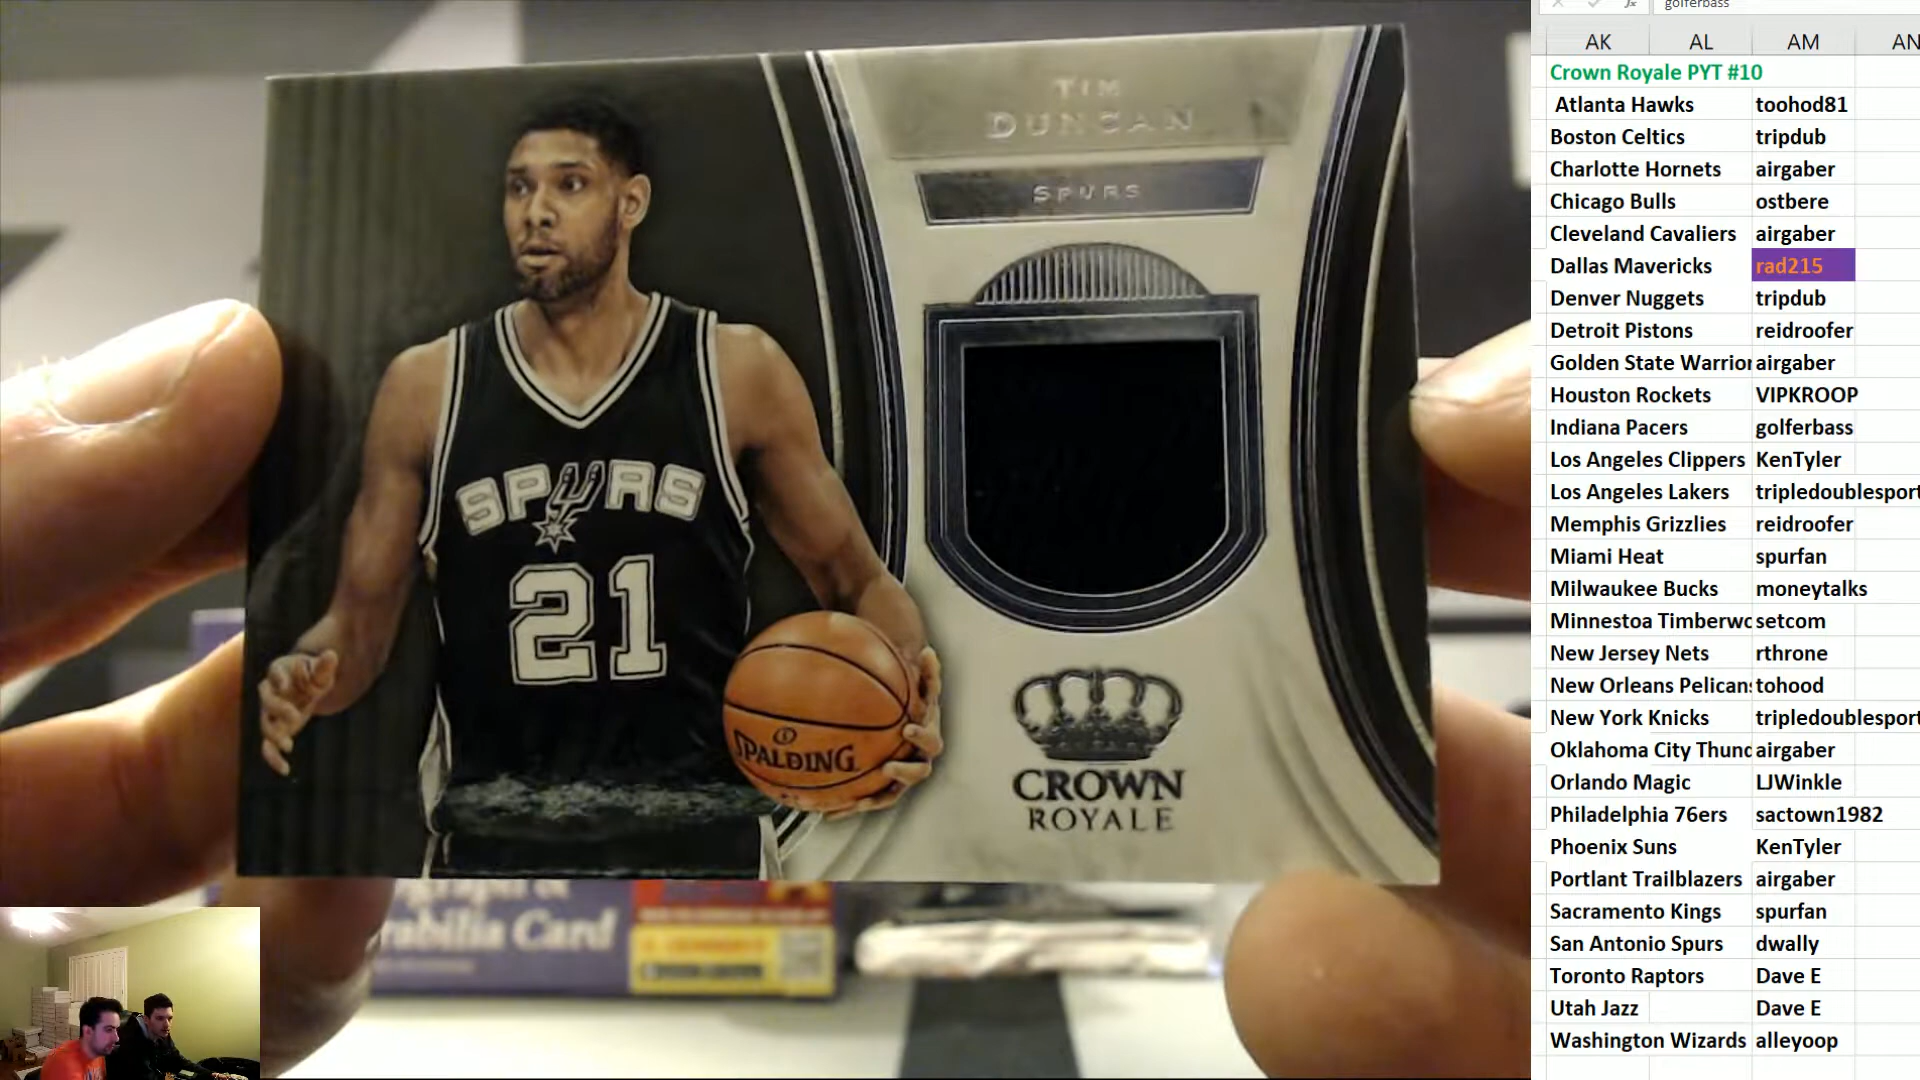 TIM
DUNCAN
SPURS
SPURS
21
SPALDING
CROWN
ROYALE
Card
golferbass
AK AL AM AN
Crown Royale PYT #10
Atlanta Hawks toohod81
Boston Celtics tripdub
Charlotte Hornets airgaber
Chicago Bulls ostbere
Cleveland Cavaliers airgaber
Dallas Mavericks rad215
Denver Nuggets tripdub
Detroit Pistons reidroofer
Golden State Warrior airgaber
Houston Rockets VIPKROOP
Indiana Pacers golferbass
Los Angeles Clippers KenTyler
Los Angeles Lakers tripledoublesport
Memphis Grizzlies reidroofer
Miami Heat spurfan
Milwaukee Bucks moneytalks
Minnestoa Timberwo setcom
New Jersey Nets rthrone
New Orleans Pelicans tohood
New York Knicks tripledoublesport
Oklahoma City Thund airgaber
Orlando Magic LJWinkle
Philadelphia 76ers sactown1982
Phoenix Suns KenTyler
Portlant Trailblazers airgaber
Sacramento Kings spurfan
San Antonio Spurs dwally
Toronto Raptors Dave E
Utah Jazz Dave E
Washington Wizards alleyoop